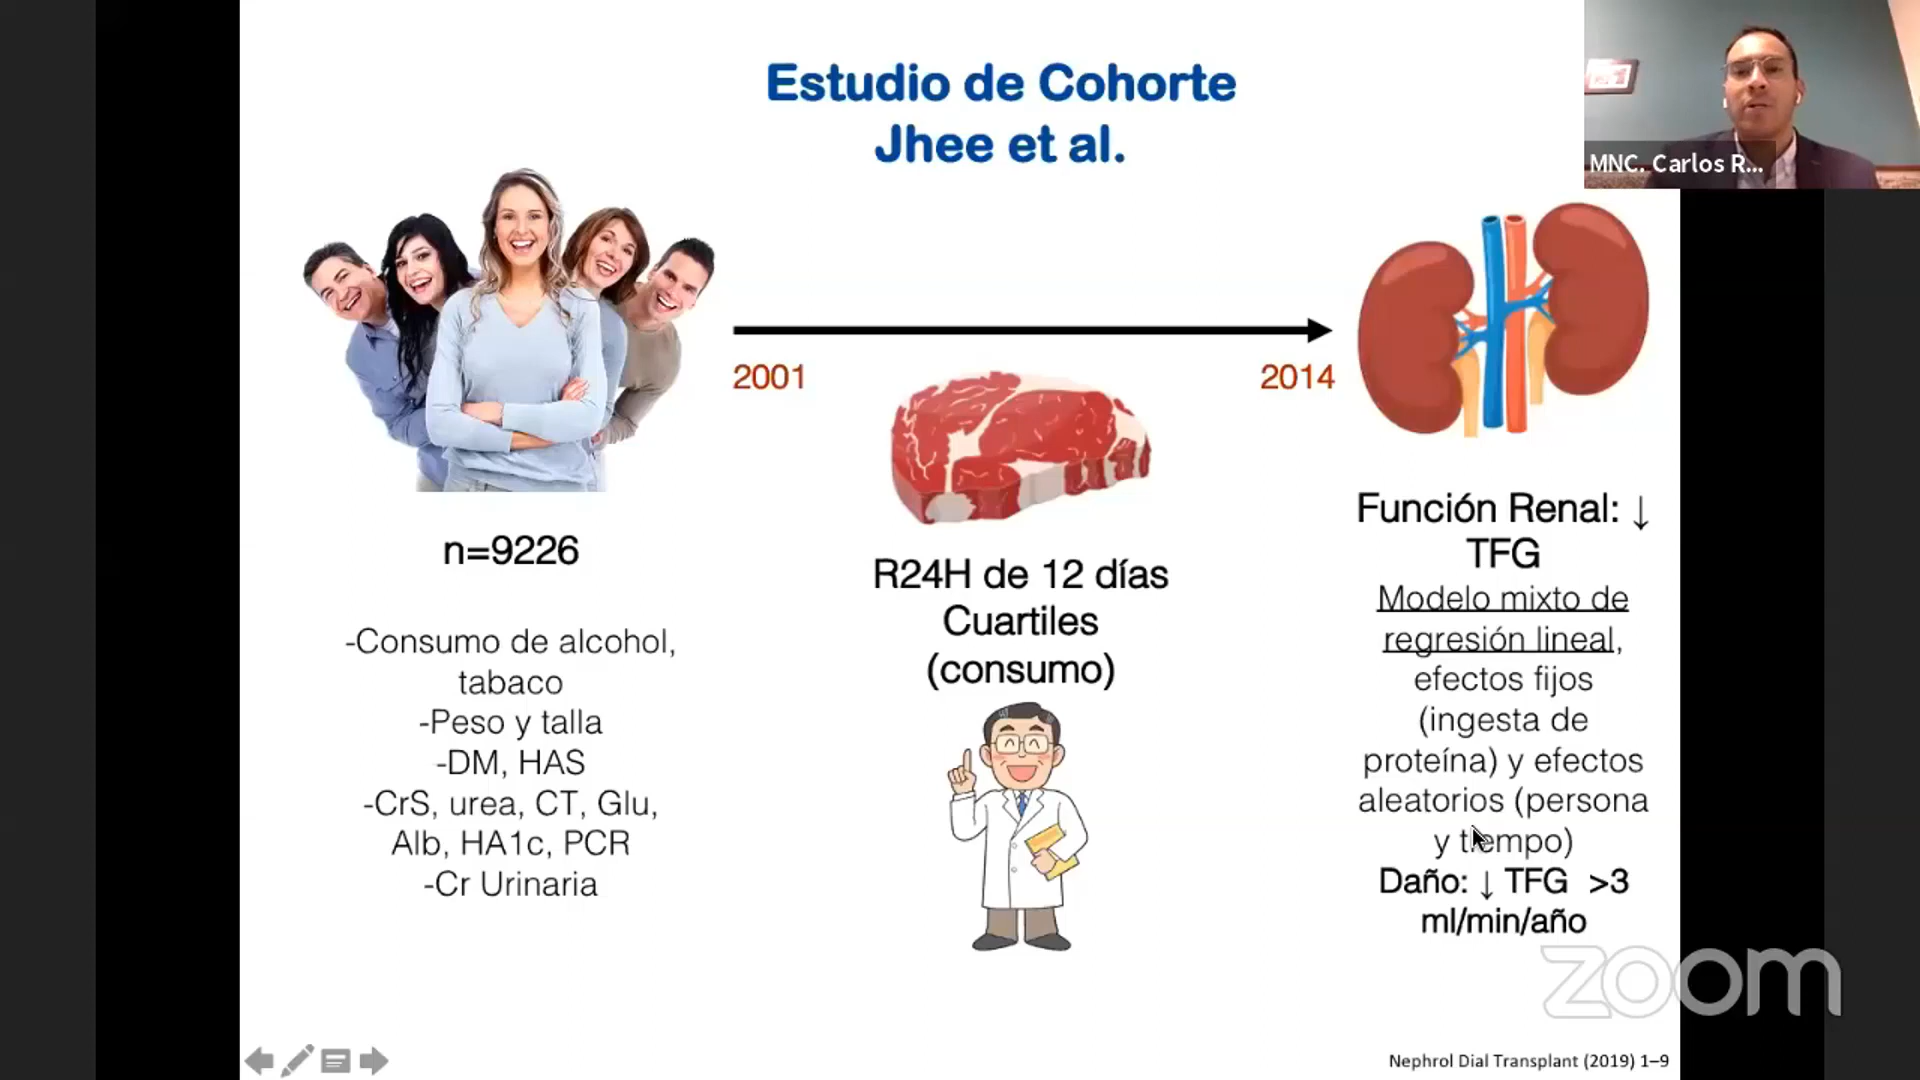 Estudio de Cohorte
Jhee et al.
MNC. Carlos R...
2001
2014
n=9226
-Consumo de alcohol,
tabaco
-Peso y talla
-DM, HAS
-CrS, urea, CT, Glu,
Alb, HA1c, PCR
-Cr Urinaria
R24H de 12 días
Cuartiles
(consumo)
Función Renal: ↓
TFG
Modelo mixto de
regresión lineal,
efectos fijos
(ingesta de
proteína) y efectos
aleatorios (persona
y tiempo)
Daño: ↓ TFG >3
ml/min/año
zoom
Nephrol Dial Transplant (2019) 1–9